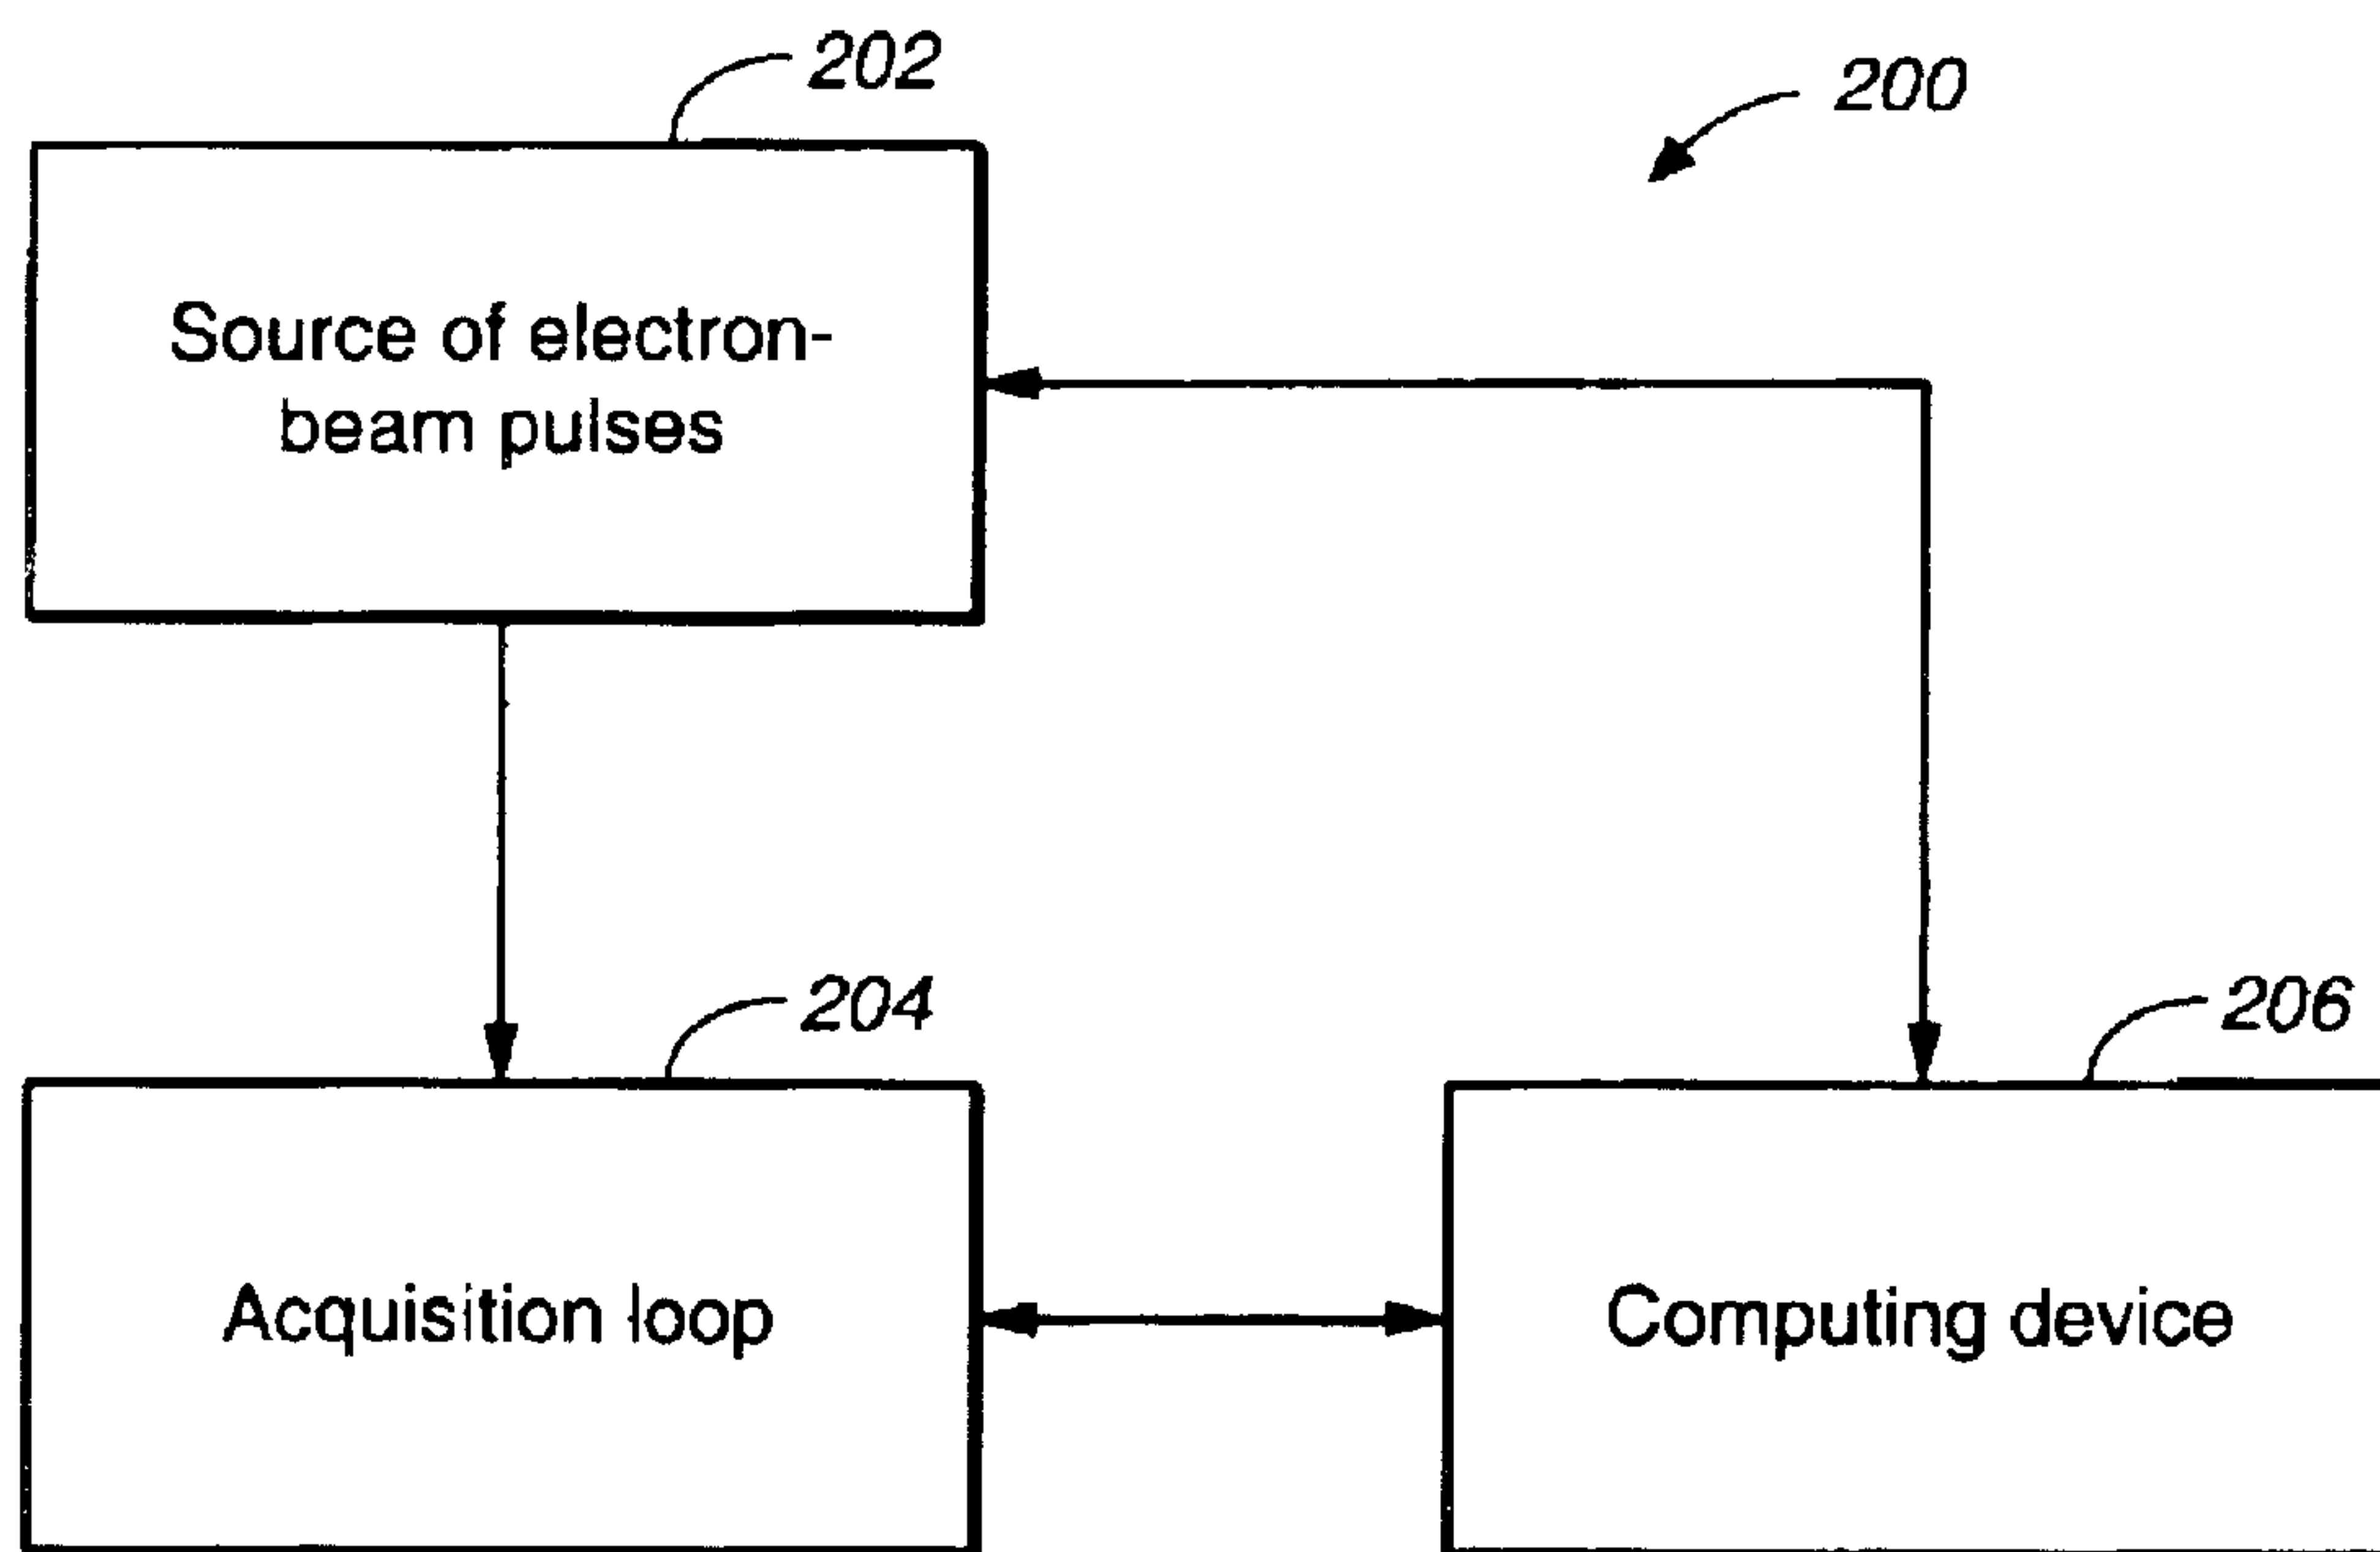 202
200
Source of electron-
beam pulses
204
206
Acquisition loop
Computing device